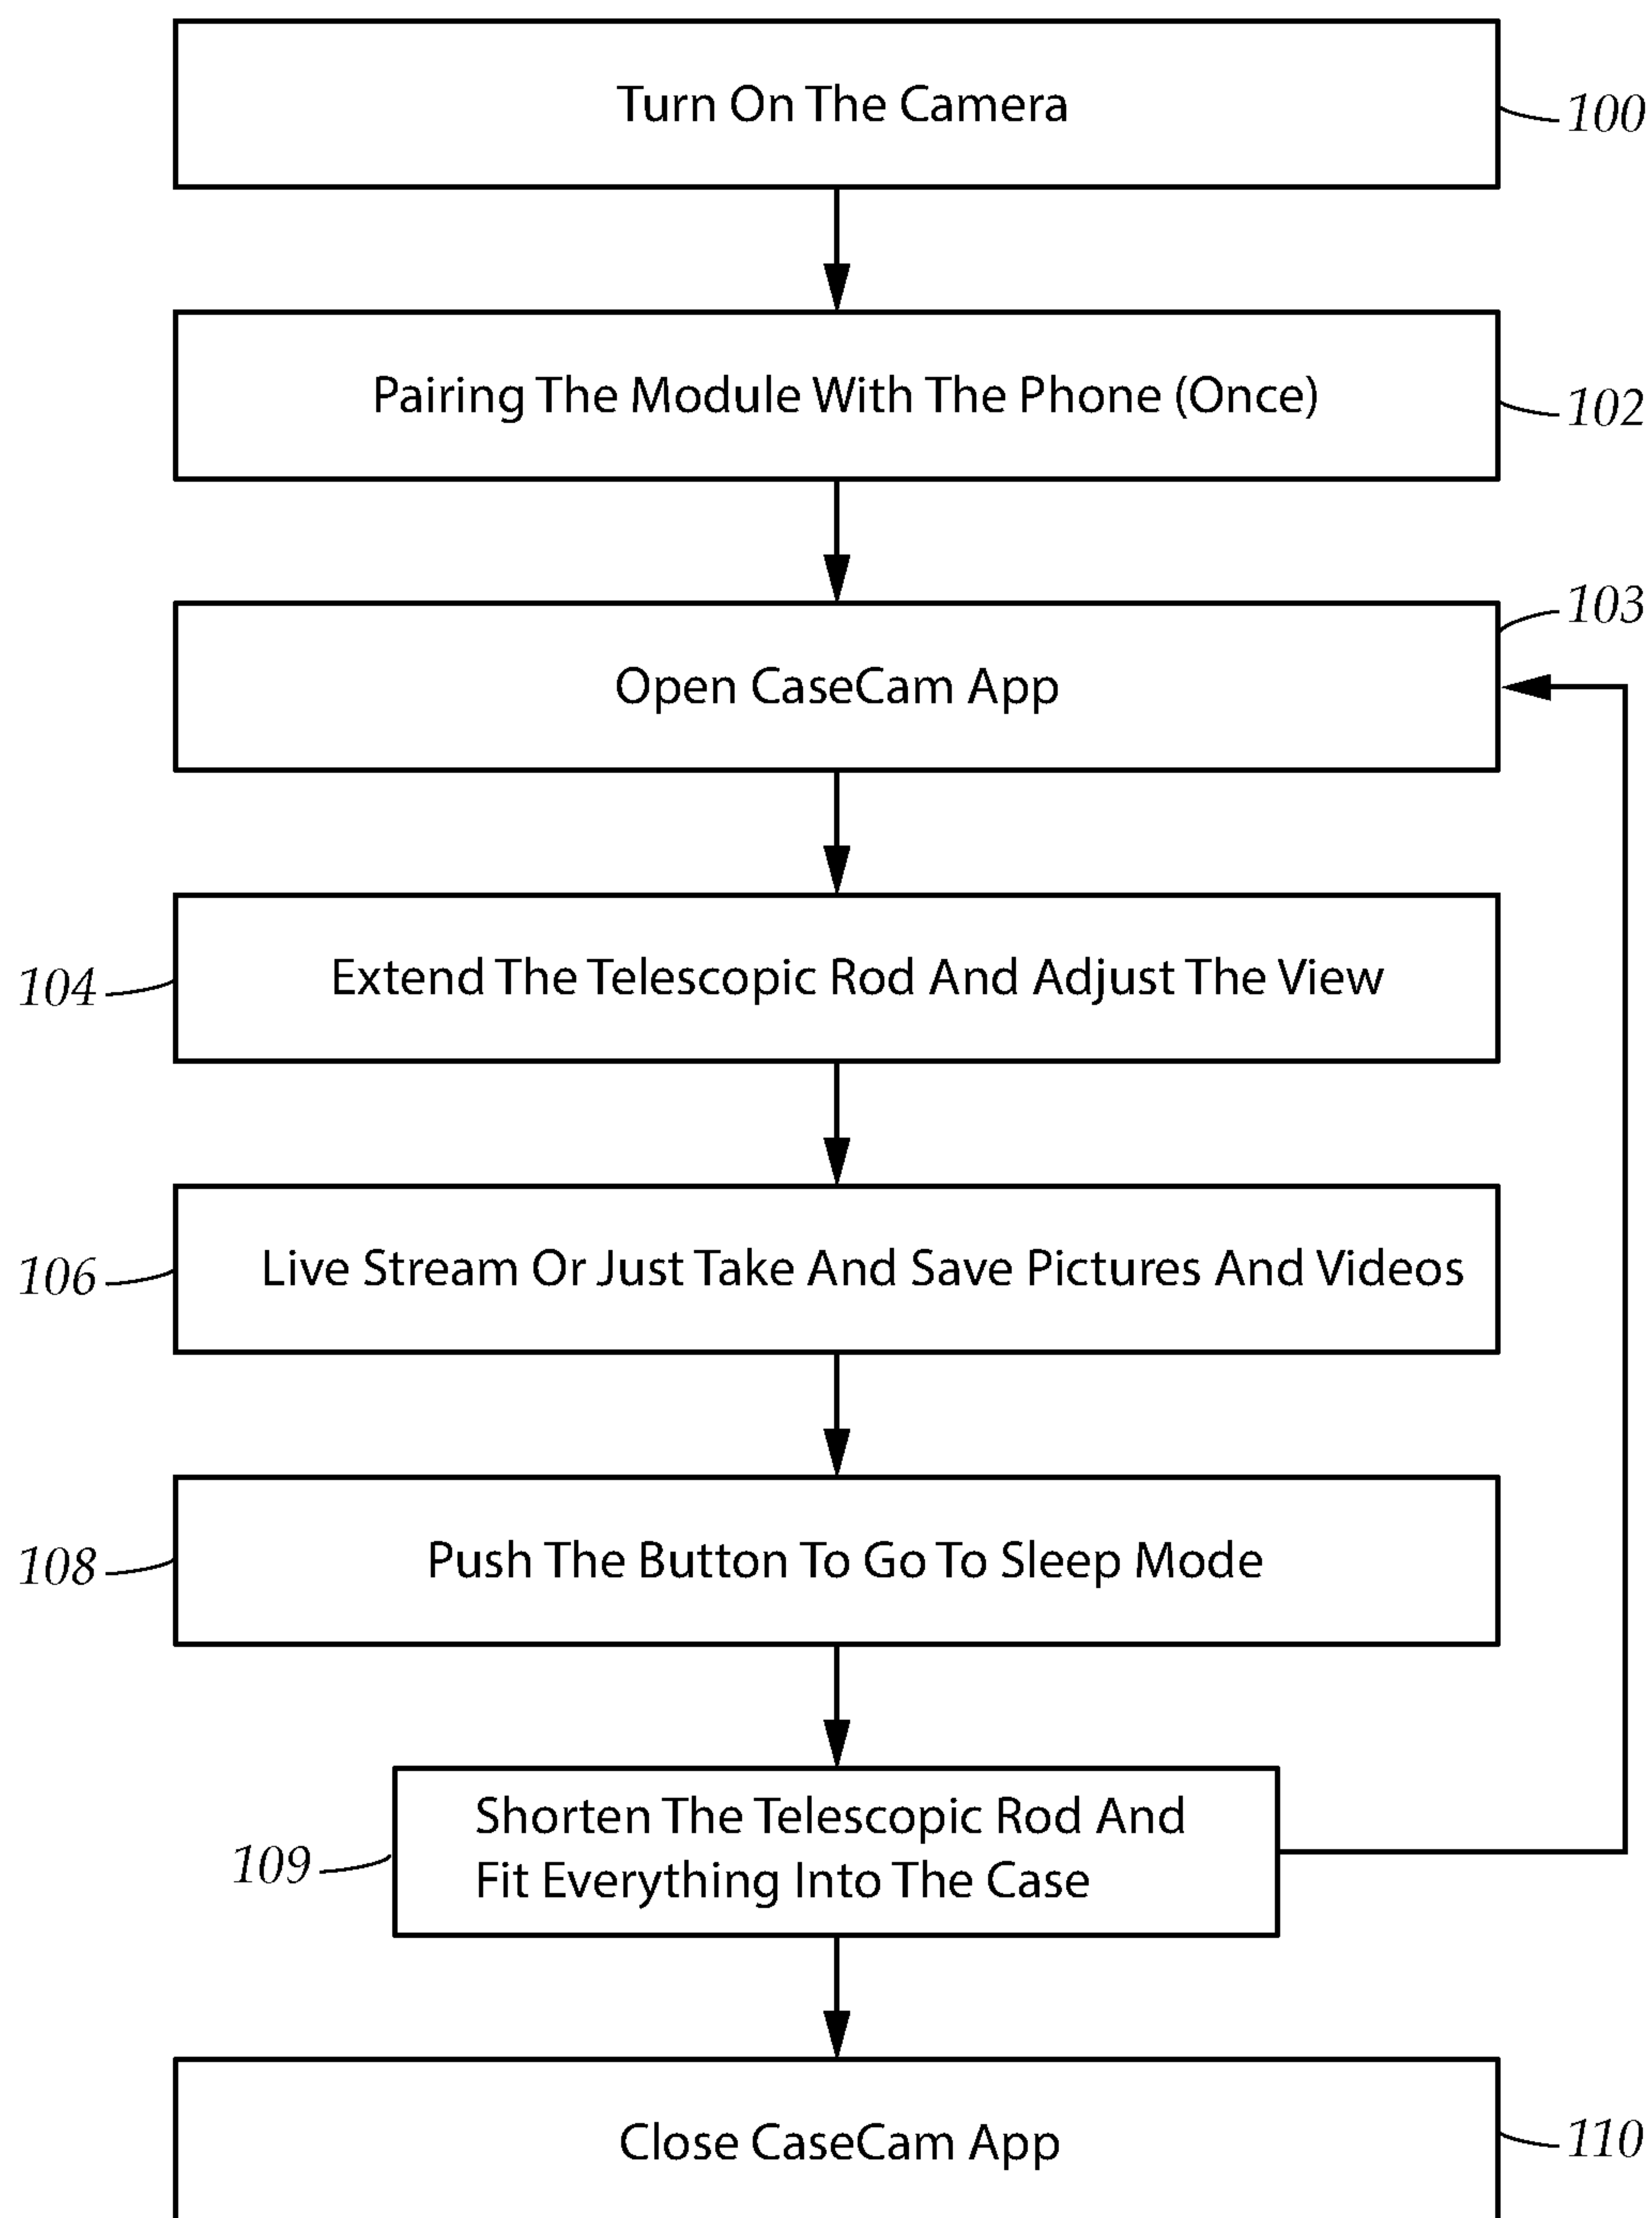 Turn On The Camera
100
Pairing The Module With The Phone (Once)
102
103
Open CaseCam App
104
Extend The Telescopic Rod And Adjust The View
106
Live Stream Or Just Take And Save Pictures And Videos
108
Push The Button To Go To Sleep Mode
109
Shorten The Telescopic Rod And
Fit Everything Into The Case
Close CaseCam App
110